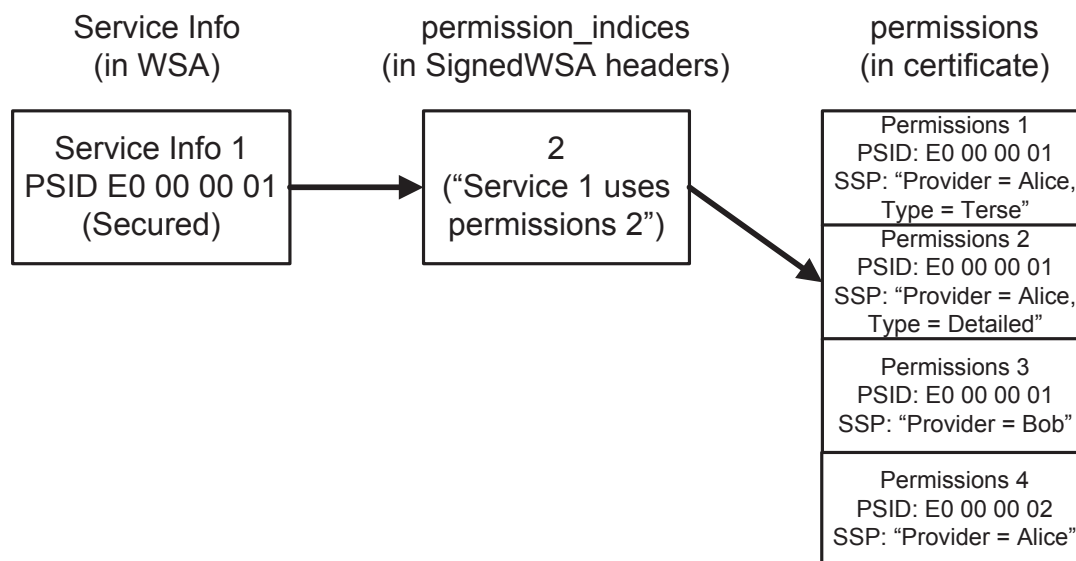 Service Info
(in WSA)
permission_indices
(in SignedWSA headers)
permissions
(in certificate)
Service Info 1
PSID E0 00 00 01
(Secured)
2
(“Service 1 uses
permissions 2”)
Permissions 1
PSID: E0 00 00 01
SSP: “Provider = Alice,
Type = Terse”
Permissions 2
PSID: E0 00 00 01
SSP: “Provider = Alice,
Type = Detailed”
Permissions 3
PSID: E0 00 00 01
SSP: “Provider = Bob”
Permissions 4
PSID: E0 00 00 02
SSP: “Provider = Alice”